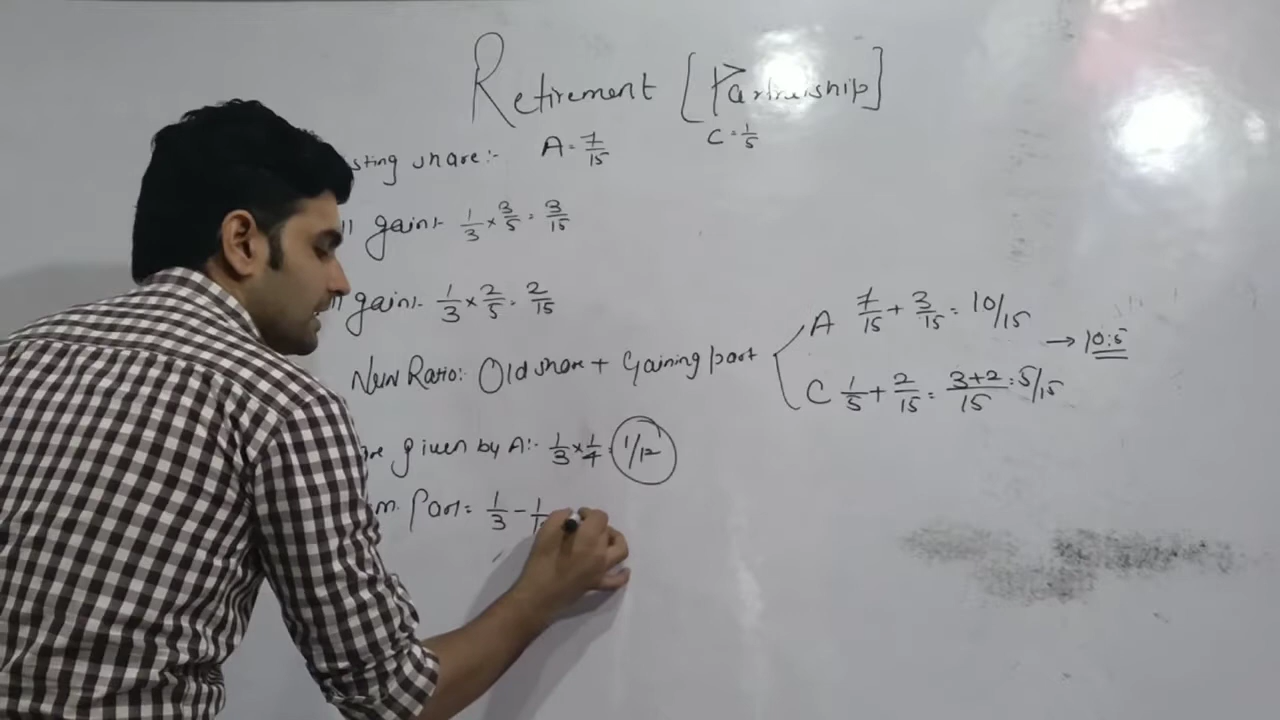 Retirement [Partnership]
sting share:- A = 7/15 C = 1/5
gain:- 1/3 × 3/5 = 3/15
gain:- 1/3 × 2/5 = 2/15
New Ratio:- Old share + Gaining part
A 7/15 + 3/15 = 10/15
→ 10:5
C 1/5 + 2/15 = 3+2/15 = 5/15
re given by A:- 1/3 × 1/4 = 1/12
m. Part = 1/3 - 1/